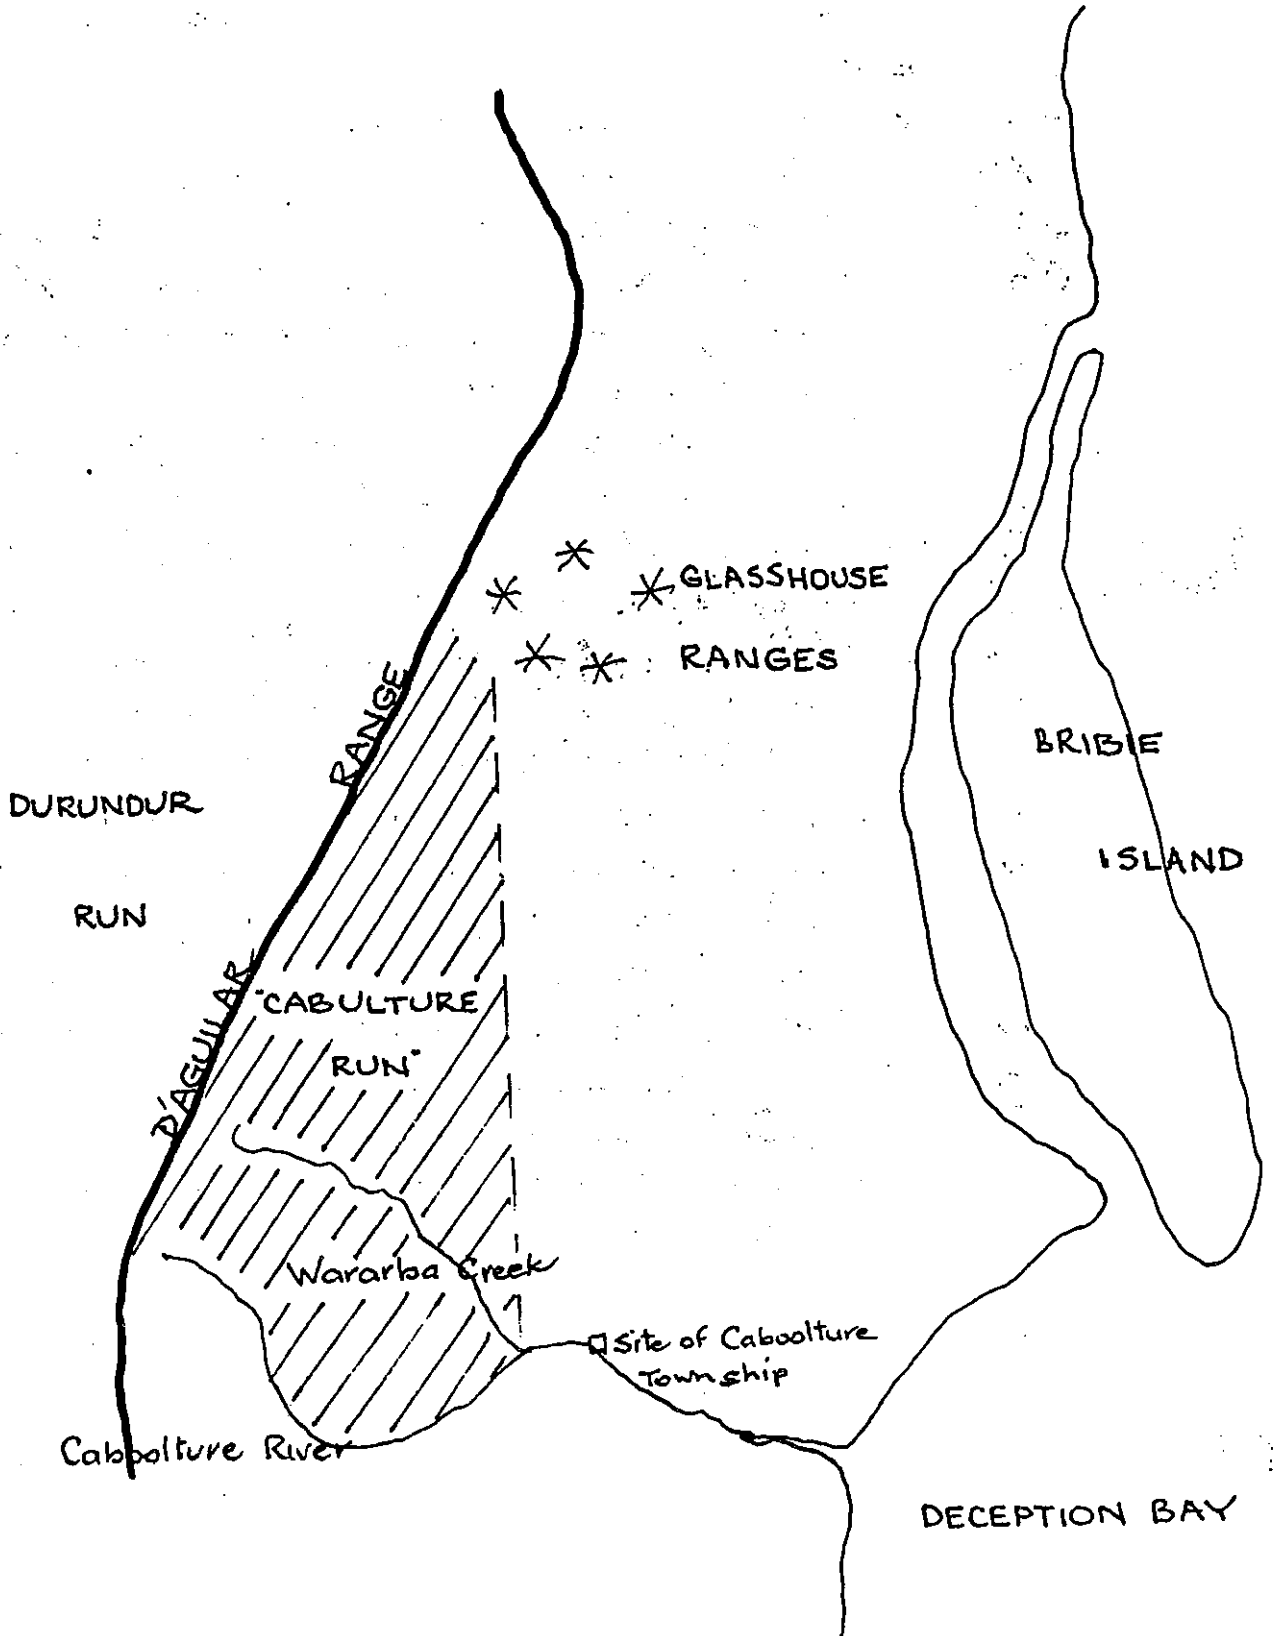 GLASSHOUSE
RANGES
D'AGUILAR RANGE
BRIBIE
ISLAND
DURUNDUR
RUN
"CABULTURE
RUN"
Wararba Creek
Site of Caboolture
Township
Caboolture River
DECEPTION BAY